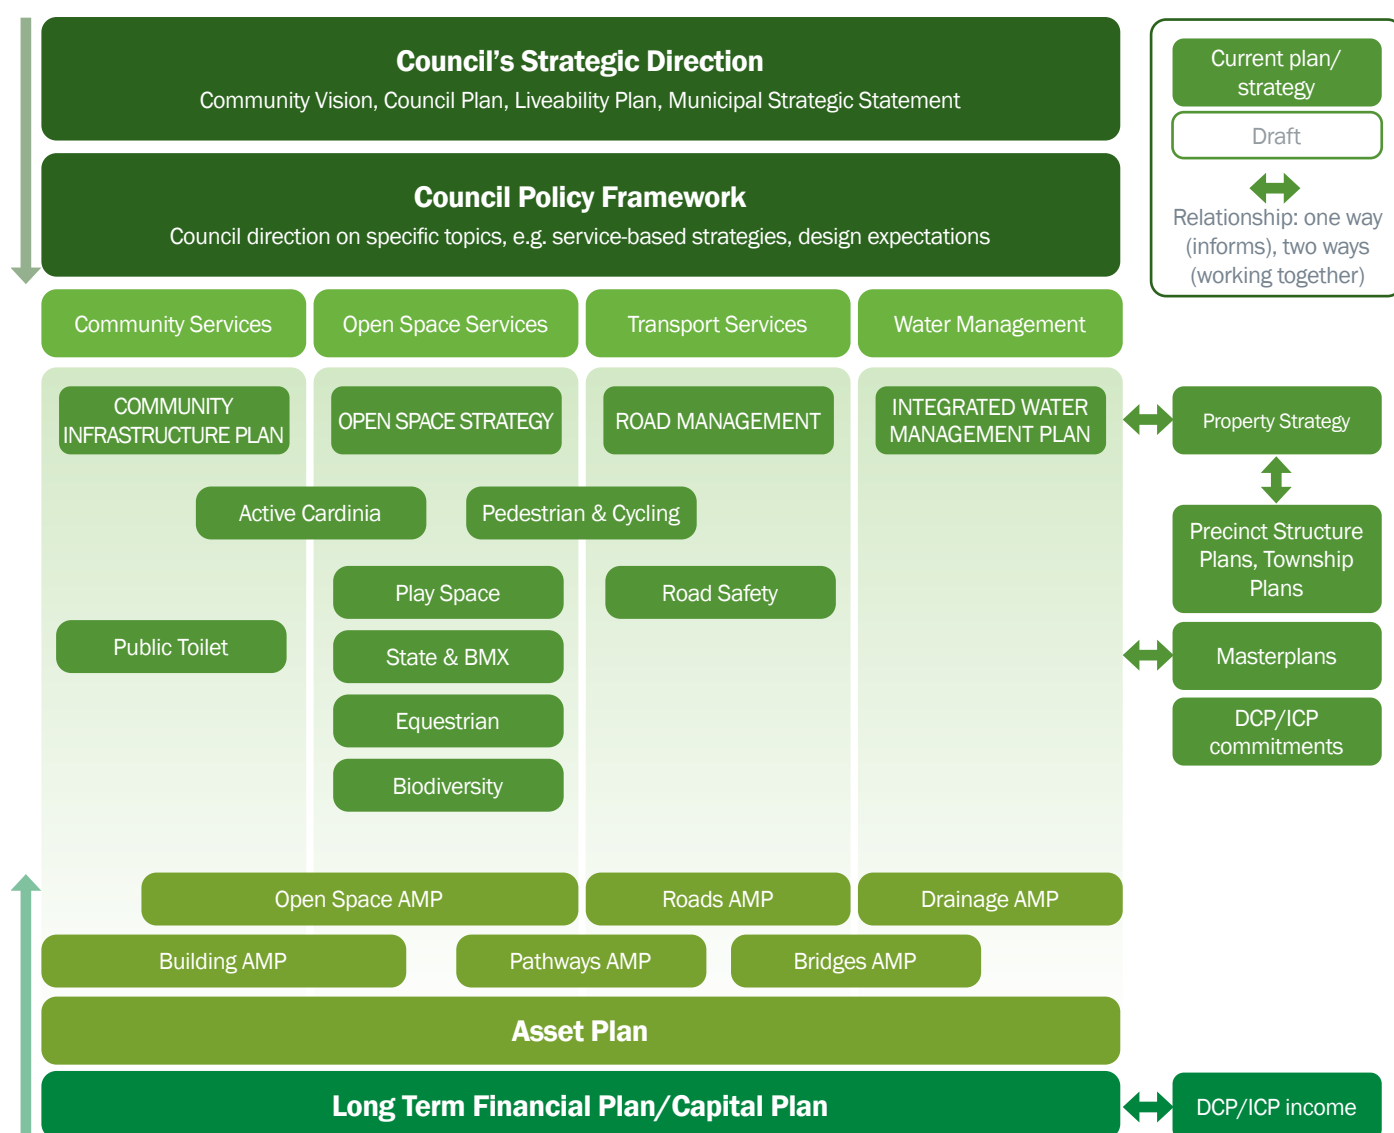 Council's Strategic Direction
Community Vision, Council Plan, Liveability Plan, Municipal Strategic Statement
Council Policy Framework
Council direction on specific topics, e.g. service-based strategies, design expectations
Current plan/
strategy
Draft
Relationship: one way
(informs), two ways
(working together)
Community Services
Open Space Services
Transport Services
Water Management
COMMUNITY
INFRASTRUCTURE PLAN
OPEN SPACE STRATEGY
ROAD MANAGEMENT
INTEGRATED WATER
MANAGEMENT PLAN
Property Strategy
Active Cardinia
Pedestrian & Cycling
Precinct Structure
Plans, Township
Plans
Play Space
Road Safety
Public Toilet
State & BMX
Masterplans
Equestrian
DCP/ICP
commitments
Biodiversity
Open Space AMP
Roads AMP
Drainage AMP
Building AMP
Pathways AMP
Bridges AMP
Asset Plan
Long Term Financial Plan/Capital Plan
DCP/ICP income